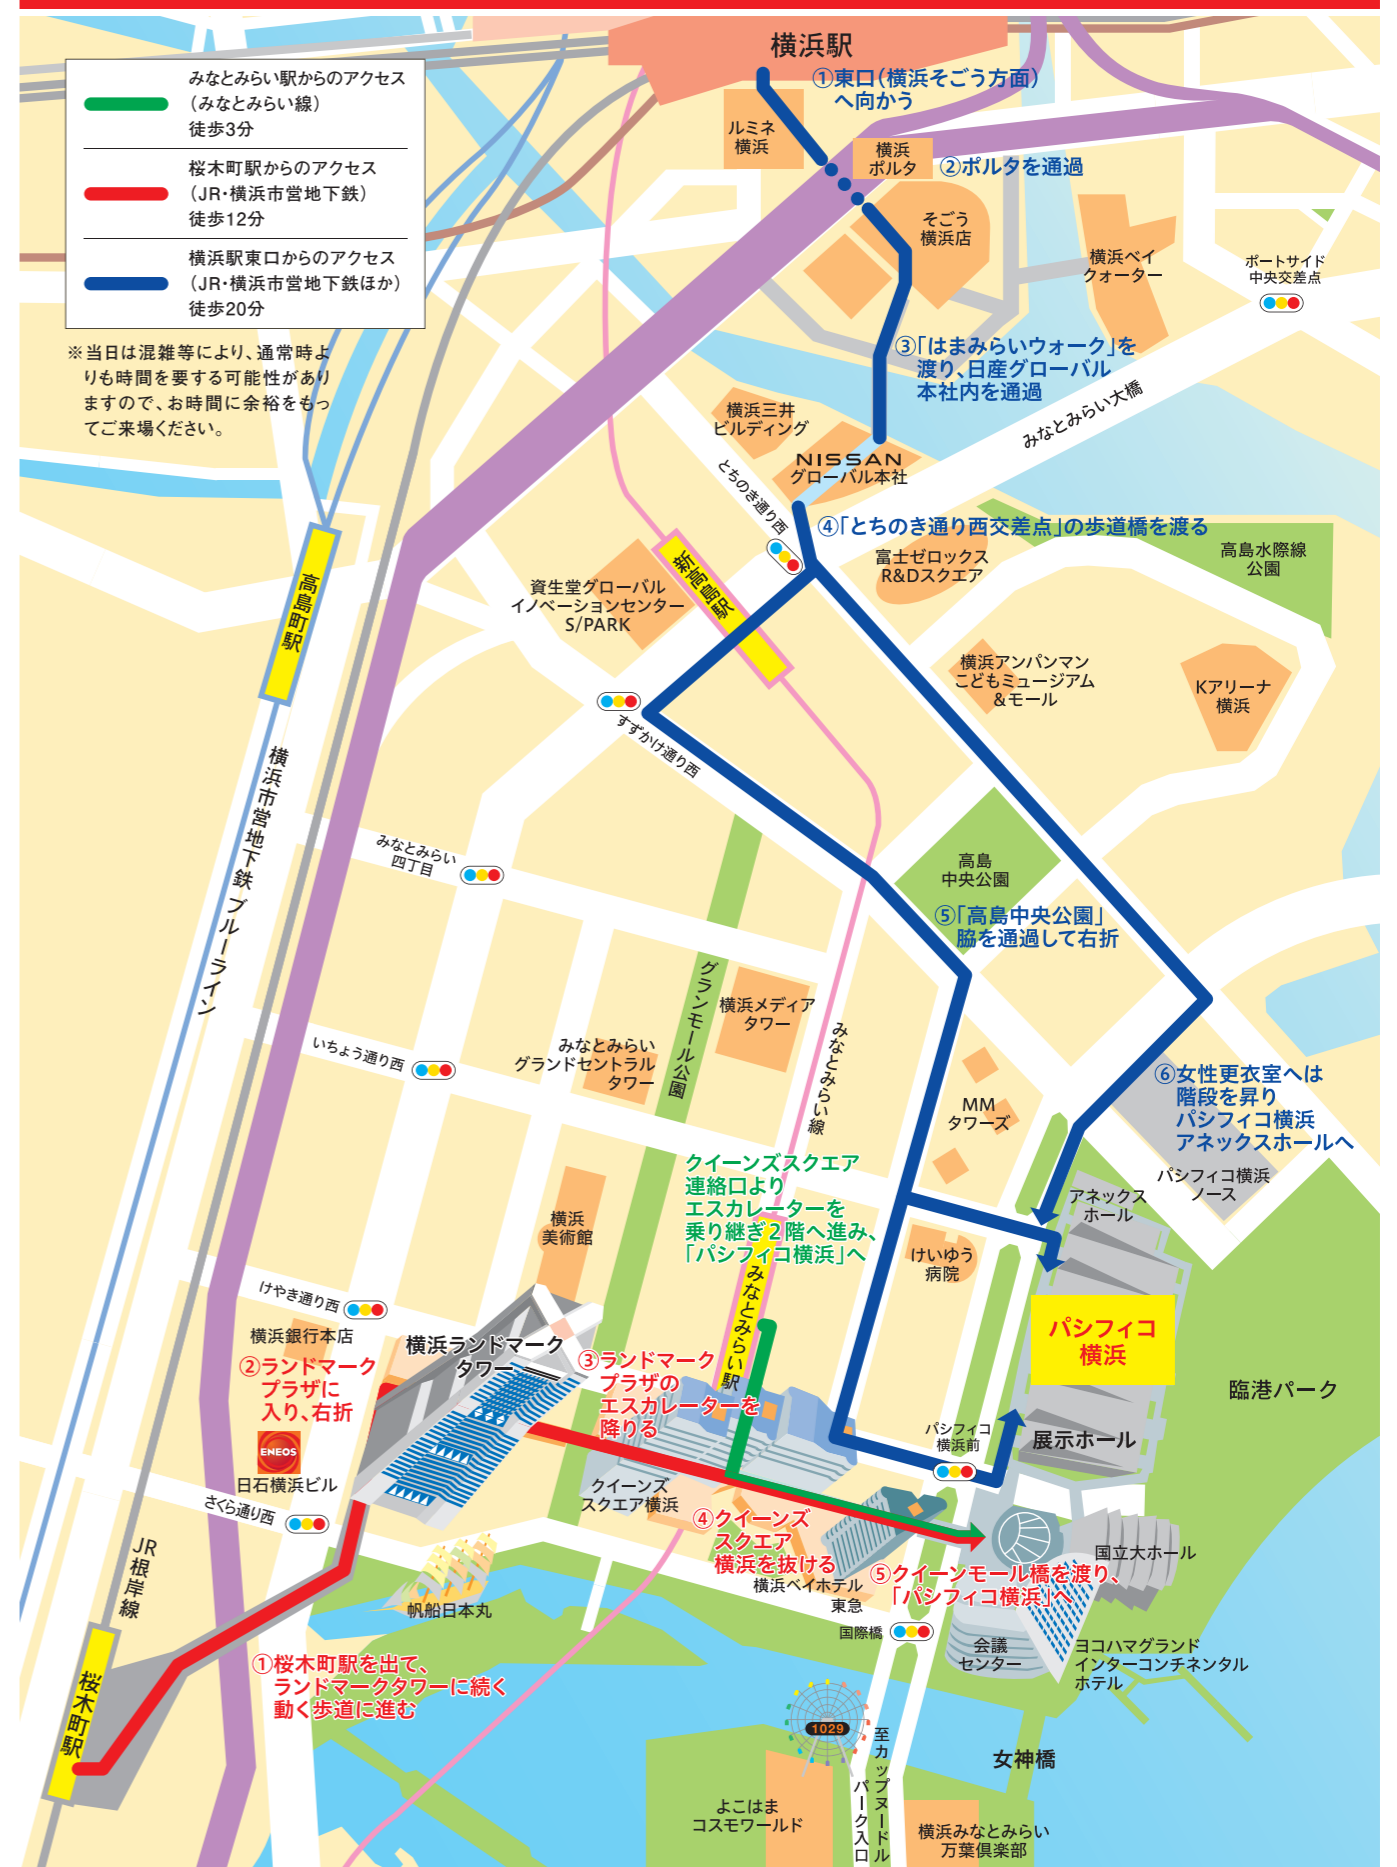 みなとみらい駅からのアクセス
(みなとみらい線)
徒歩3分
桜木町駅からのアクセス
(JR・横浜市営地下鉄)
徒歩12分
横浜駅東口からのアクセス
(JR・横浜市営地下鉄ほか)
徒歩20分
※当日は混雑等により、通常時よ
りも時間を要する可能性があり
ますので、お時間に余裕をもっ
てご来場ください。
横浜駅
①東口(横浜そごう方面)
へ向かう
ルミネ
横浜
横浜
ポルタ
②ポルタを通過
そごう
横浜店
横浜ベイ
クォーター
ポートサイド
中央交差点
③「はまみらいウォーク」を
渡り、日産グローバル
本社内を通過
みなとみらい大橋
横浜三井
ビルディング
NISSAN
グローバル本社
とちのき通り西
④「とちのき通り西交差点」の歩道橋を渡る
富士ゼロックス
R&Dスクエア
高島水際線
公園
新高島駅
資生堂グローバル
イノベーションセンター
S/PARK
高島町駅
横浜アンパンマン
こどもミュージアム
&モール
Kアリーナ
横浜
すずかけ通り西
横浜市営地下鉄 ブルーライン
みなとみらい
四丁目
高島
中央公園
⑤「高島中央公園」
脇を通過して右折
グランモール公園
横浜メディア
タワー
みなとみらい線
みなとみらい
グランドセントラル
タワー
いちょう通り西
MM
タワーズ
⑥女性更衣室へは
階段を昇り
パシフィコ横浜
アネックスホールへ
パシフィコ横浜
ノース
アネックス
ホール
クイーンズスクエア
連絡口より
エスカレーターを
乗り継ぎ2階へ進み、
「パシフィコ横浜」へ
横浜
美術館
けいゆう
病院
みなとみらい駅
けやき通り西
横浜銀行本店
横浜ランドマーク
タワー
パシフィコ
横浜
臨港パーク
②ランドマーク
プラザに
入り、右折
③ランドマーク
プラザの
エスカレーターを
降りる
ENEOS
日石横浜ビル
パシフィコ
横浜前
展示ホール
クイーンズ
スクエア横浜
さくら通り西
④クイーンズ
スクエア
横浜を抜ける
国立大ホール
JR根岸線
横浜ベイホテル
東急
⑤クイーンモール橋を渡り、
「パシフィコ横浜」へ
帆船日本丸
国際橋
会議
センター
ヨコハマグランド
インターコンチネンタル
ホテル
①桜木町駅を出て、
ランドマークタワーに続く
動く歩道に進む
桜木町駅
1029
至カップヌードル
パーク入口
女神橋
よこはま
コスモワールド
横浜みなとみらい
万葉倶楽部